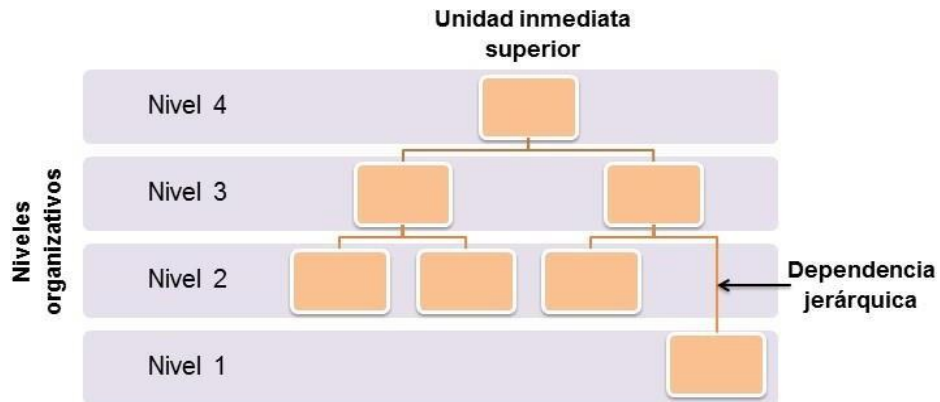 Unidad inmediata
superior
Nivel 4
Nivel 3
Niveles
organizativos
Nivel 2
Dependencia
jerárquica
Nivel 1